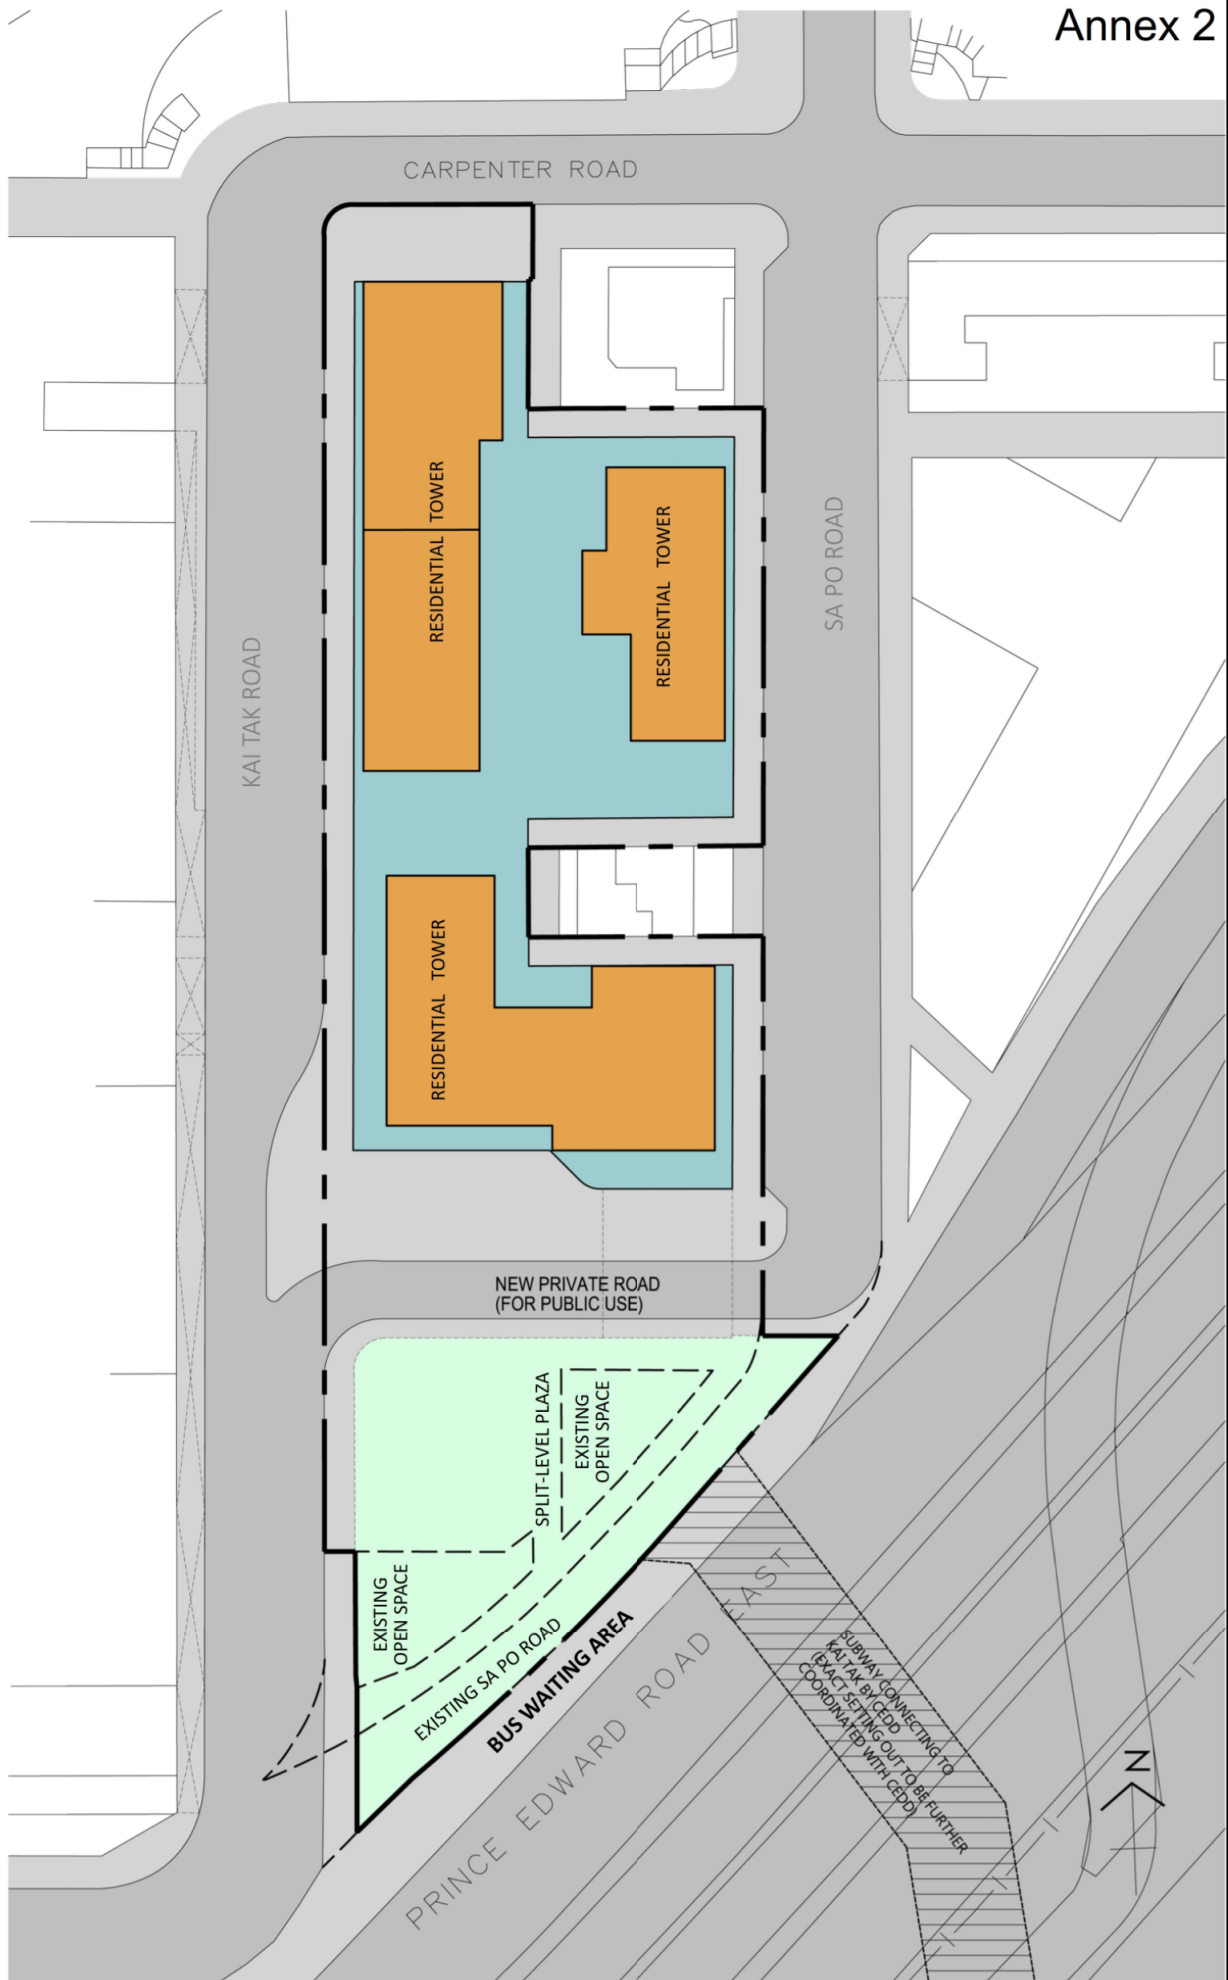 Annex 2
CARPENTER ROAD
RESIDENTIAL TOWER
RESIDENTIAL TOWER
SA PO ROAD
KAI TAK ROAD
RESIDENTIAL TOWER
NEW PRIVATE ROAD
(FOR PUBLIC USE)
SPLIT-LEVEL PLAZA
EXISTING
OPEN SPACE
EXISTING
OPEN SPACE
EXISTING SA PO ROAD
BUS WAITING AREA
PRINCE EDWARD ROAD EAST
SUBWAY CONNECTING TO
KAI TAK BY CEDD
(EXACT SETTING OUT TO BE FURTHER
COORDINATED WITH CEDD)
N